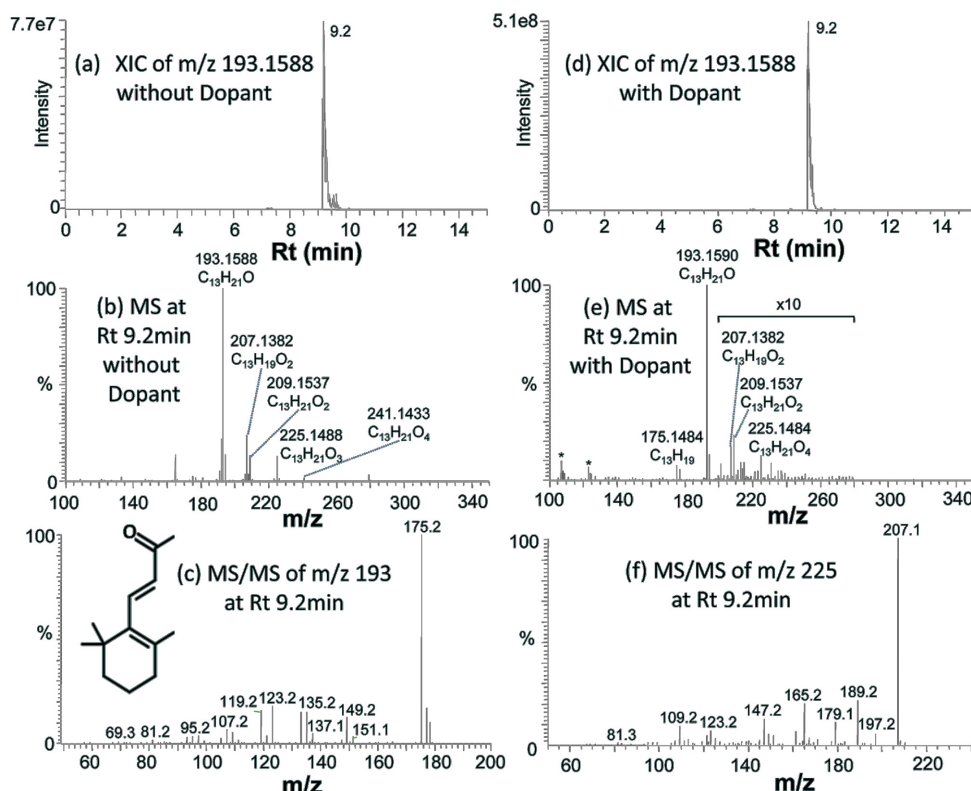 7.7e7
9.2
(a) XIC of m/z 193.1588
without Dopant
Intensity
0
0 2 4 6 8 10 12 14
Rt (min)
5.1e8
9.2
(d) XIC of m/z 193.1588
with Dopant
Intensity
0
0 2 4 6 8 10 12 14
Rt (min)
193.1588
C₁₃H₂₁O
100
(b) MS at
Rt 9.2min
without
Dopant
207.1382
C₁₃H₁₉O₂
209.1537
C₁₃H₂₁O₂
225.1488
C₁₃H₂₁O₃
241.1433
C₁₃H₂₁O₄
%
0
100 140 180 220 260 300 340
m/z
193.1590
C₁₃H₂₁O
100
(e) MS at
Rt 9.2min
with Dopant
x10
207.1382
C₁₃H₁₉O₂
209.1537
C₁₃H₂₁O₂
225.1484
C₁₃H₂₁O₄
175.1484
C₁₃H₁₉
* *
%
0
100 140 180 220 260 300 340
m/z
175.2
100
O
(c) MS/MS of m/z 193
at Rt 9.2min
%
119.2 123.2 135.2 149.2
69.3 81.2 95.2 107.2 137.1 151.1
0
60 80 100 120 140 160 180 200
m/z
207.1
100
(f) MS/MS of m/z 225
at Rt 9.2min
%
81.3 109.2 123.2 147.2 165.2 179.1 189.2 197.2
0
60 100 140 180 220
m/z